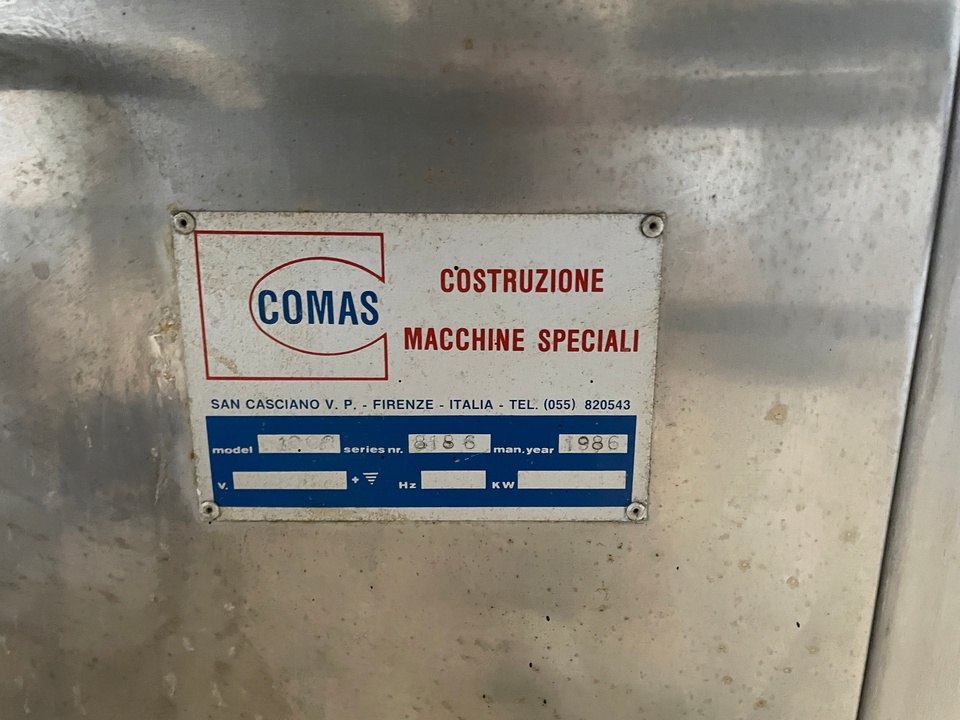 COMAS
COSTRUZIONE
MACCHINE SPECIALI
SAN CASCIANO V. P. - FIRENZE - ITALIA - TEL. (055) 820543
model series nr. 8186 man. year 1986
V. + Hz KW